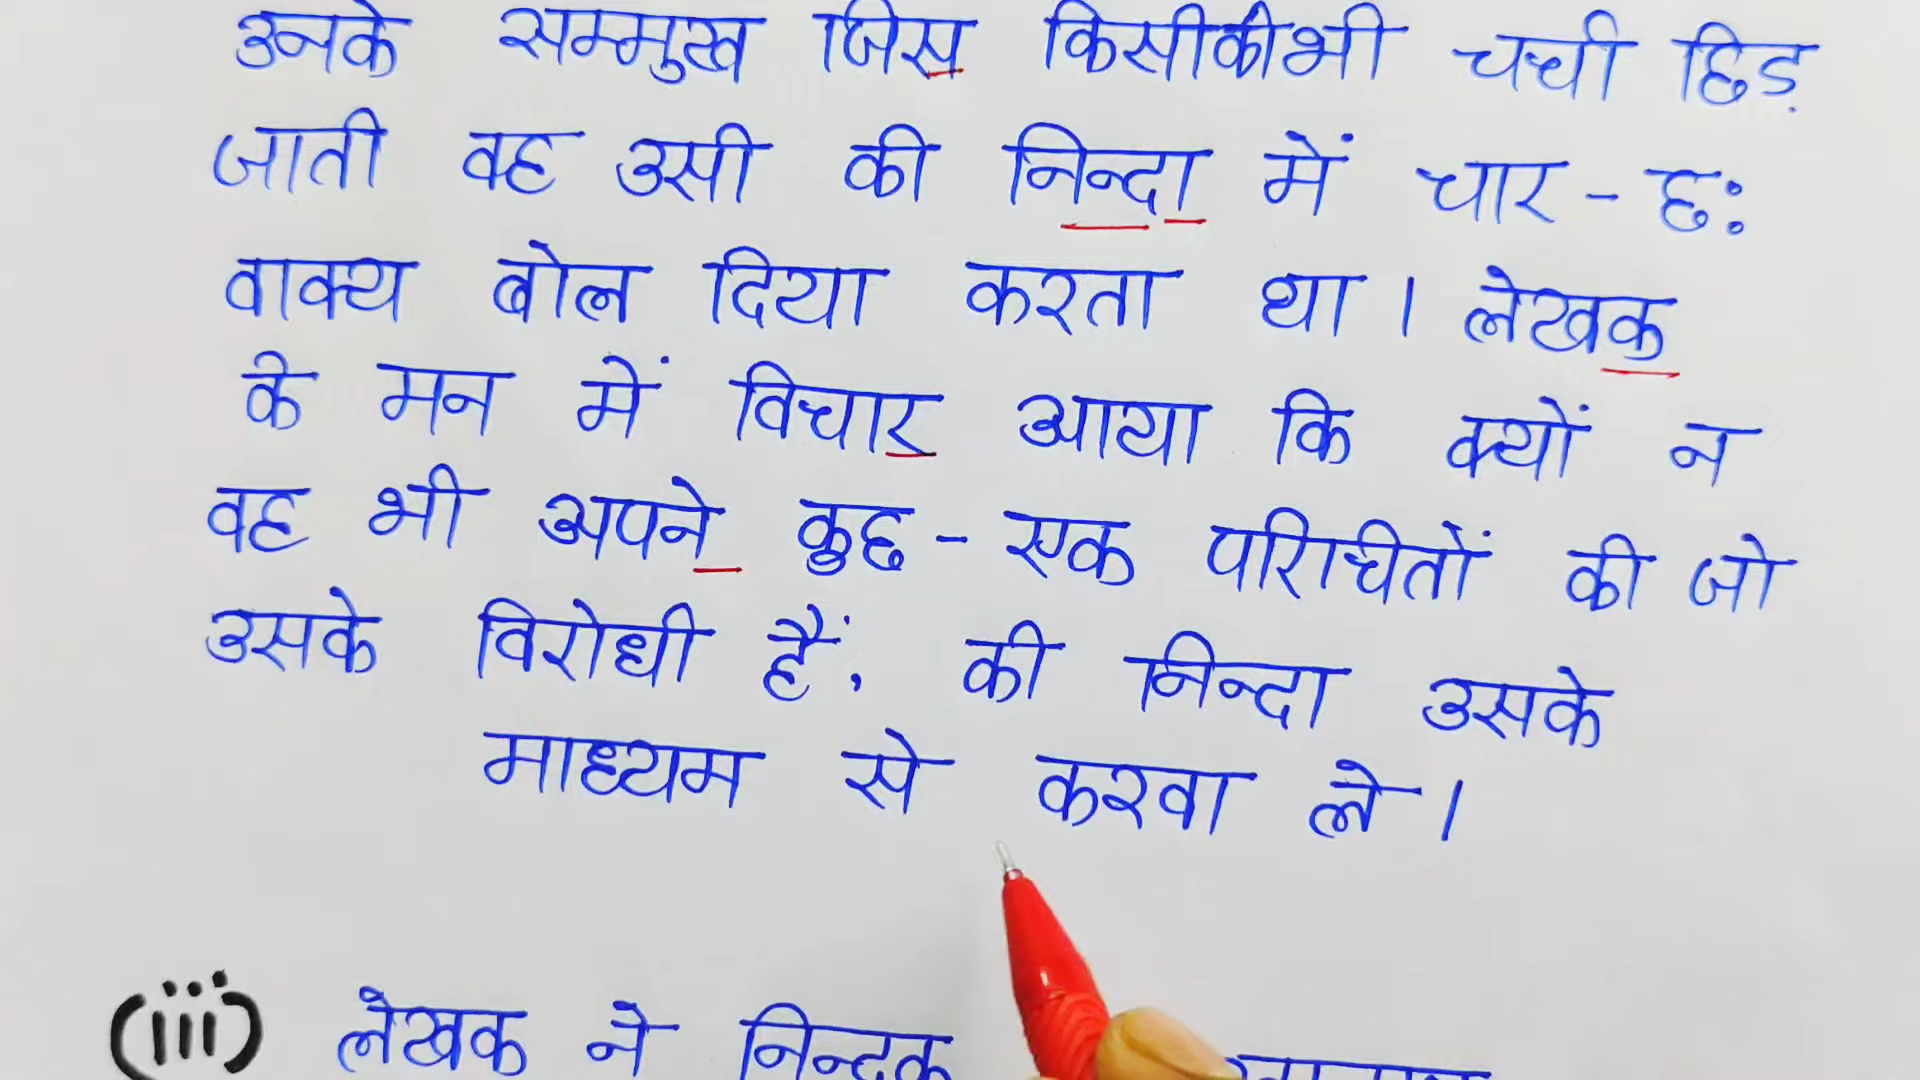 उनके सम्मुख जिस किसीकीभी चर्चा छिड़
जाती वह उसी की निन्दा में चार - छः
वाक्य बोल दिया करता था । लेखक
के मन में विचार आया कि क्यों न
वह भी अपने कुछ - एक परिचितों की जो
उसके विरोधी हैं, की निन्दा उसके
माध्यम से करवा ले ।
(iii) लेखक ने निन्दक